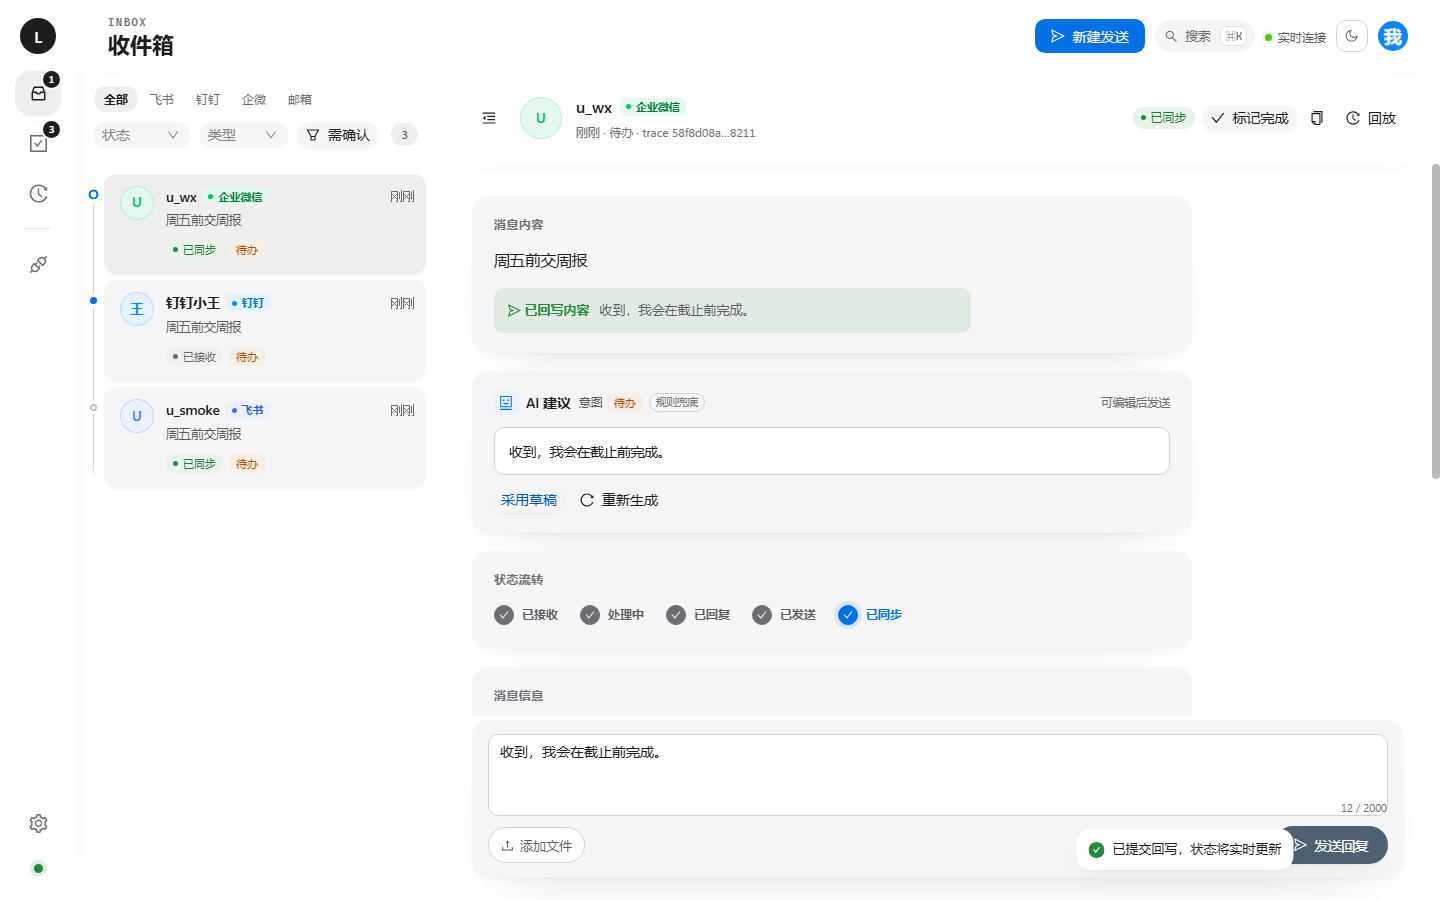 L
1
3
INBOX
收件箱
新建发送
搜索 ⌘K
实时连接
我
全部 飞书 钉钉 企微 邮箱
状态 类型 需确认 3
U
u_wx 企业微信 刚刚
周五前交周报
已同步 待办
王
钉钉小王 钉钉 刚刚
周五前交周报
已接收 待办
U
u_smoke 飞书 刚刚
周五前交周报
已同步 待办
U
u_wx 企业微信
刚刚 · 待办 · trace 58f8d08a…8211
已同步 标记完成 回放
消息内容
周五前交周报
已回写内容 收到，我会在截止前完成。
AI 建议 意图 待办 规则兜底 可编辑后发送
收到，我会在截止前完成。
采用草稿 重新生成
状态流转
已接收 处理中 已回复 已发送 已同步
消息信息
收到，我会在截止前完成。
12 / 2000
添加文件
已提交回写，状态将实时更新
发送回复